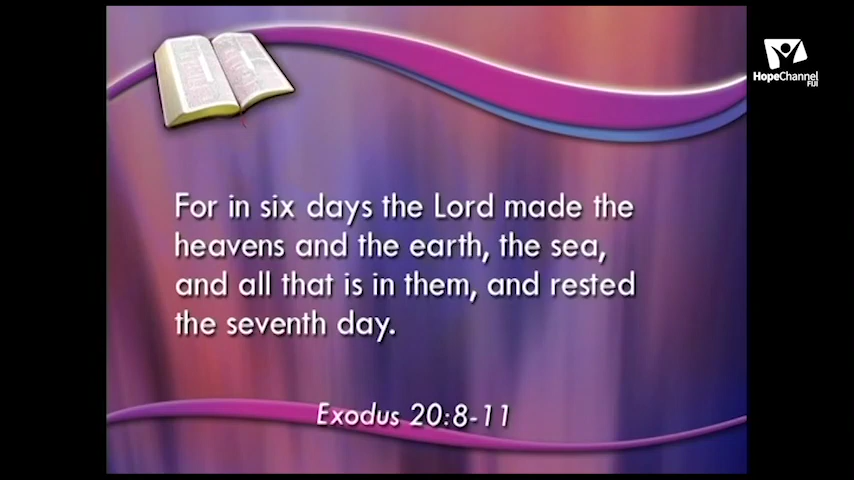 HopeChannel
FIJI
For in six days the Lord made the
heavens and the earth, the sea,
and all that is in them, and rested
the seventh day.
Exodus 20:8-11